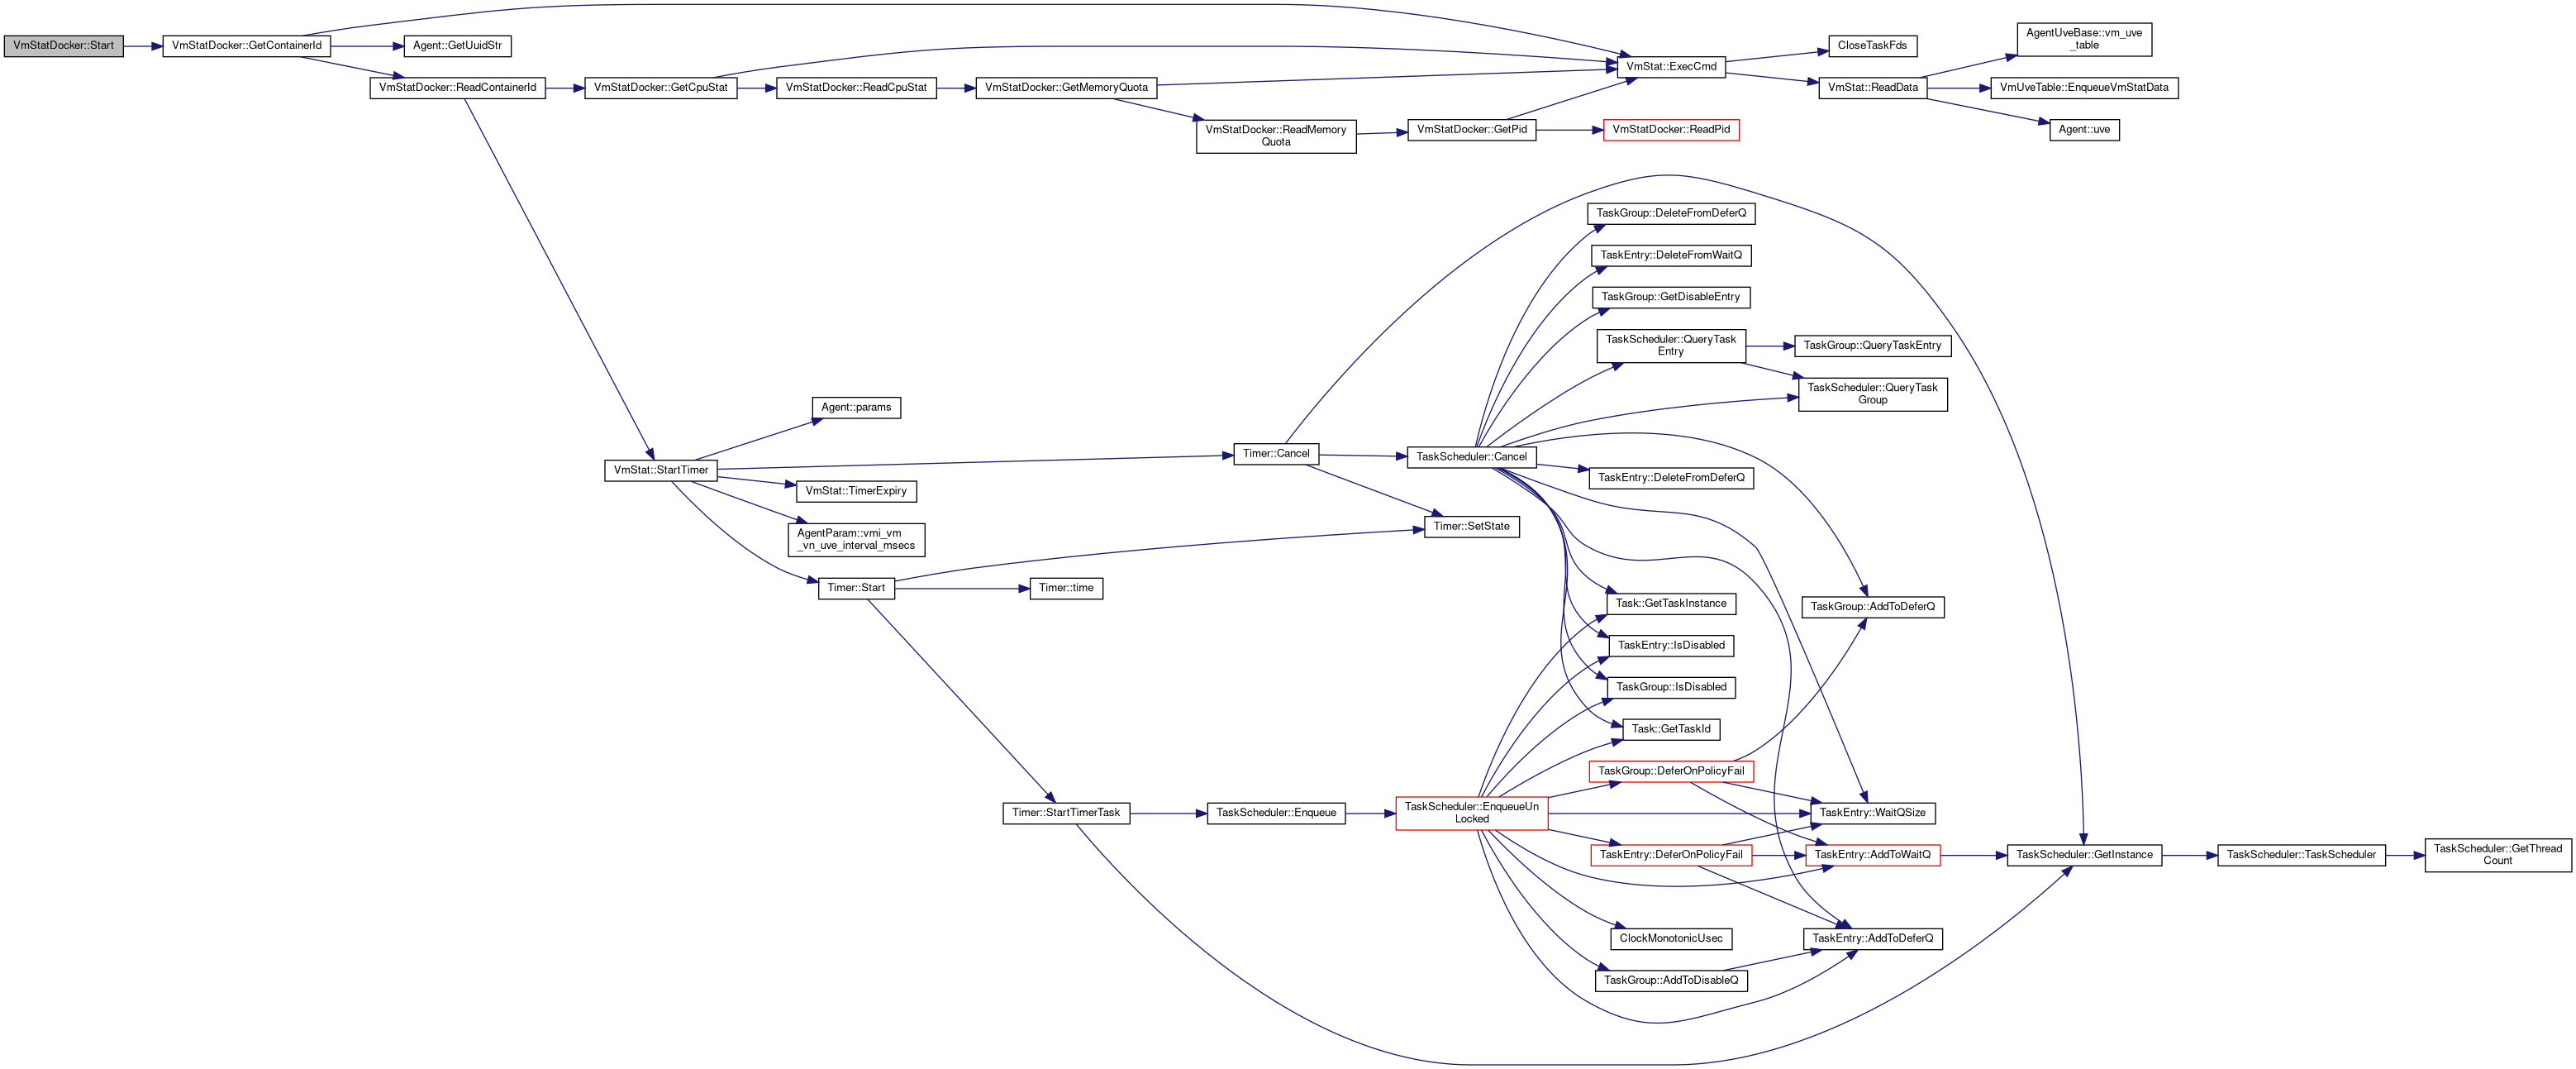 VmStatDocker::Start
VmStatDocker::GetContainerId
Agent::GetUuidStr
VmStatDocker::ReadContainerId
VmStatDocker::GetCpuStat
VmStatDocker::ReadCpuStat
VmStatDocker::GetMemoryQuota
VmStatDocker::ReadMemory
Quota
VmStatDocker::GetPid
VmStatDocker::ReadPid
VmStat::ExecCmd
CloseTaskFds
VmStat::ReadData
AgentUveBase::vm_uve
_table
VmUveTable::EnqueueVmStatData
Agent::uve
VmStat::StartTimer
Agent::params
VmStat::TimerExpiry
AgentParam::vmi_vm
_vn_uve_interval_msecs
Timer::Start
Timer::Cancel
Timer::SetState
Timer::time
Timer::StartTimerTask
TaskScheduler::Cancel
TaskGroup::DeleteFromDeferQ
TaskEntry::DeleteFromWaitQ
TaskGroup::GetDisableEntry
TaskScheduler::QueryTask
Entry
TaskGroup::QueryTaskEntry
TaskScheduler::QueryTask
Group
TaskEntry::DeleteFromDeferQ
Task::GetTaskInstance
TaskEntry::IsDisabled
TaskGroup::IsDisabled
Task::GetTaskId
TaskGroup::AddToDeferQ
TaskScheduler::Enqueue
TaskScheduler::EnqueueUn
Locked
TaskGroup::DeferOnPolicyFail
TaskEntry::WaitQSize
TaskEntry::DeferOnPolicyFail
TaskEntry::AddToWaitQ
TaskScheduler::GetInstance
TaskScheduler::TaskScheduler
TaskScheduler::GetThread
Count
ClockMonotonicUsec
TaskEntry::AddToDeferQ
TaskGroup::AddToDisableQ